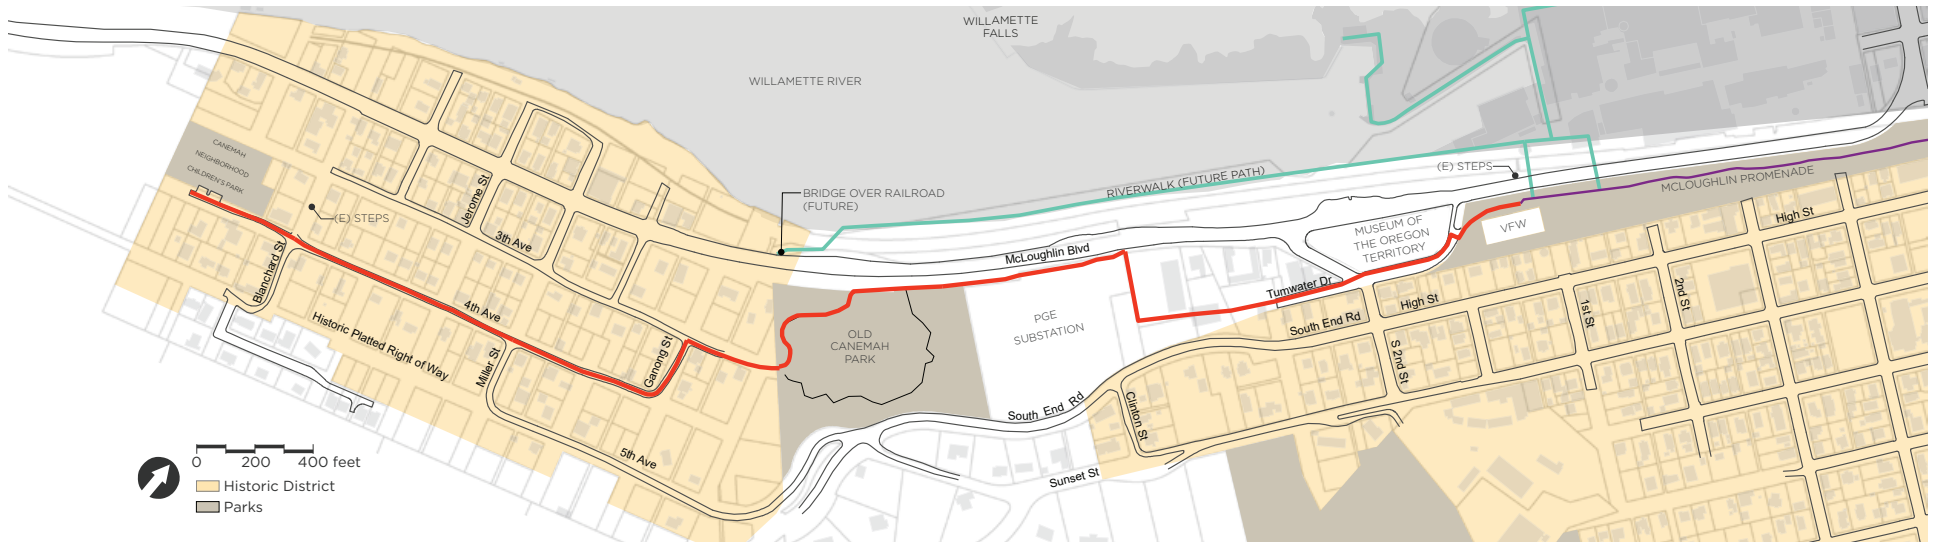 WILLAMETTE
FALLS
WILLAMETTE RIVER
CANEMAH
NEIGHBORHOOD
CHILDREN'S PARK
(E) STEPS
Jerome St
3rd Ave
BRIDGE OVER RAILROAD
(FUTURE)
RIVERWALK (FUTURE PATH)
(E) STEPS
MCLOUGHLIN PROMENADE
VFW
High St
MUSEUM OF
THE OREGON
TERRITORY
McLoughlin Blvd
Tumwater Dr
Blanchard St
4th Ave
Historic Platted Right of Way
Miller St
Ganong St
OLD
CANEMAH
PARK
PGE
SUBSTATION
South End Rd
High St
1st St
2nd St
S 2nd St
South End Rd
Clinton St
Sunset St
5th Ave
0 200 400 feet
Historic District
Parks